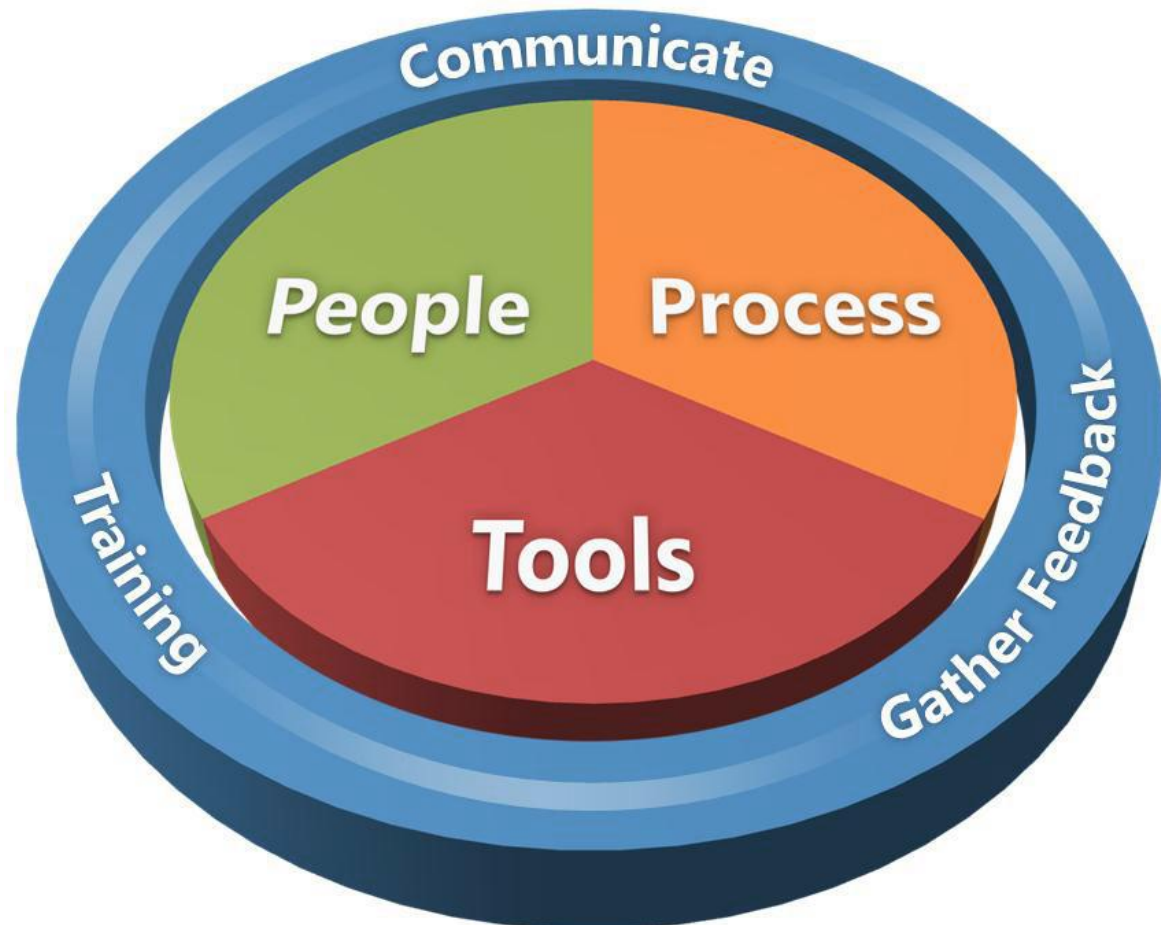 Communicate
People
Process
Tools
Training
Gather Feedback